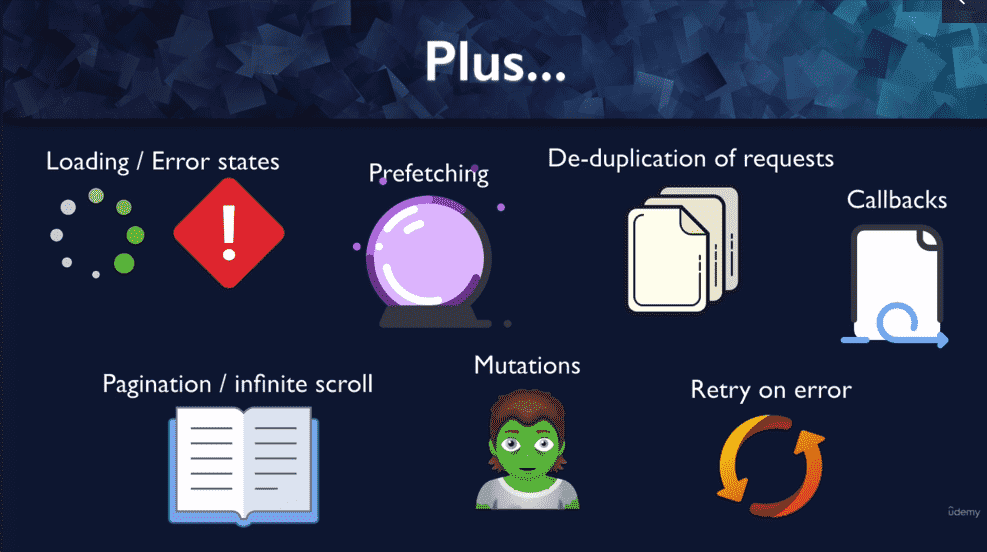 Plus...
Loading / Error states
Prefetching
De-duplication of requests
Callbacks
Pagination / infinite scroll
Mutations
Retry on error
ûdemy